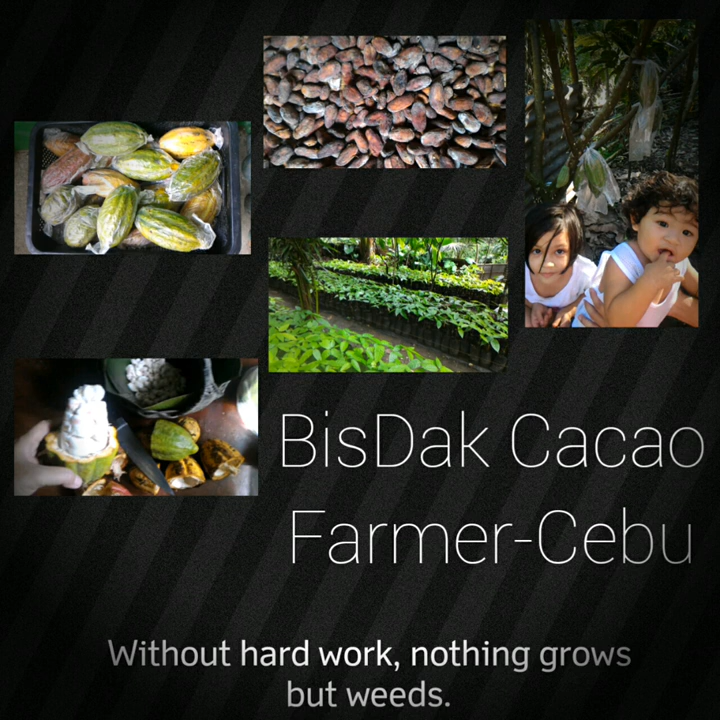 BisDak Cacao
Farmer-Cebu
Without hard work, nothing grows
but weeds.